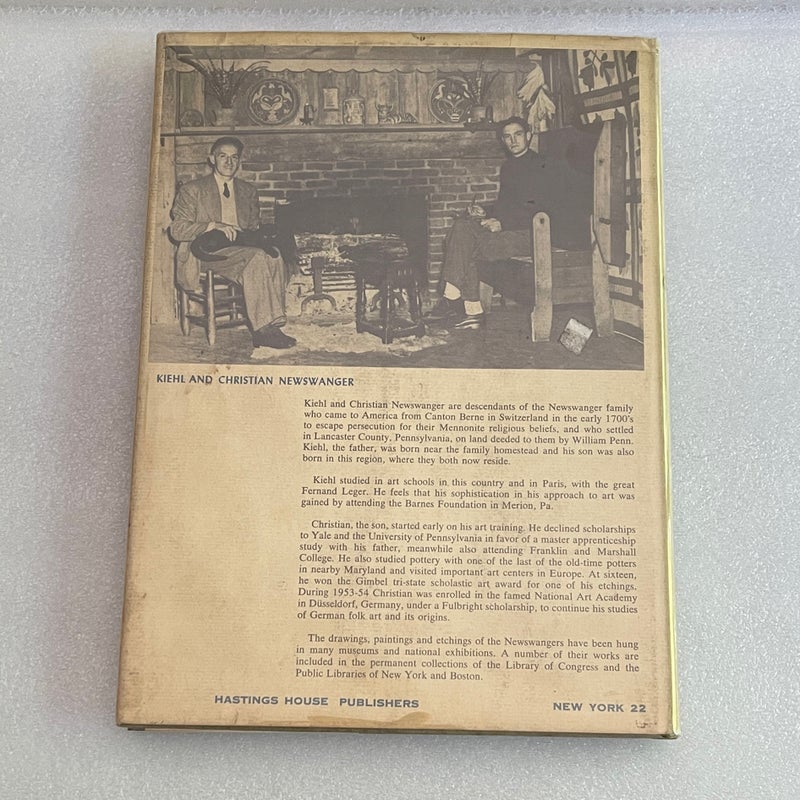 KIEHL AND CHRISTIAN NEWSWANGER
Kiehl and Christian Newswanger are descendants of the Newswanger family
who came to America from Canton Berne in Switzerland in the early 1700's
to escape persecution for their Mennonite religious beliefs, and who settled
in Lancaster County, Pennsylvania, on land deeded to them by William Penn.
Kiehl, the father, was born near the family homestead and his son was also
born in this region, where they both now reside.
Kiehl studied in art schools in this country and in Paris, with the great
Fernand Leger. He feels that his sophistication in his approach to art was
gained by attending the Barnes Foundation in Merion, Pa.
Christian, the son, started early on his art training. He declined scholarships
to Yale and the University of Pennsylvania in favor of a master apprenticeship
study with his father, meanwhile also attending Franklin and Marshall
College. He also studied pottery with one of the last of the old-time potters
in nearby Maryland and visited important art centers in Europe. At sixteen,
he won the Gimbel tri-state scholastic art award for one of his etchings.
During 1953-54 Christian was enrolled in the famed National Art Academy
in Düsseldorf, Germany, under a Fulbright scholarship, to continue his studies
of German folk art and its origins.
The drawings, paintings and etchings of the Newswangers have been hung
in many museums and national exhibitions. A number of their works are
included in the permanent collections of the Library of Congress and the
Public Libraries of New York and Boston.
HASTINGS HOUSE PUBLISHERS NEW YORK 22